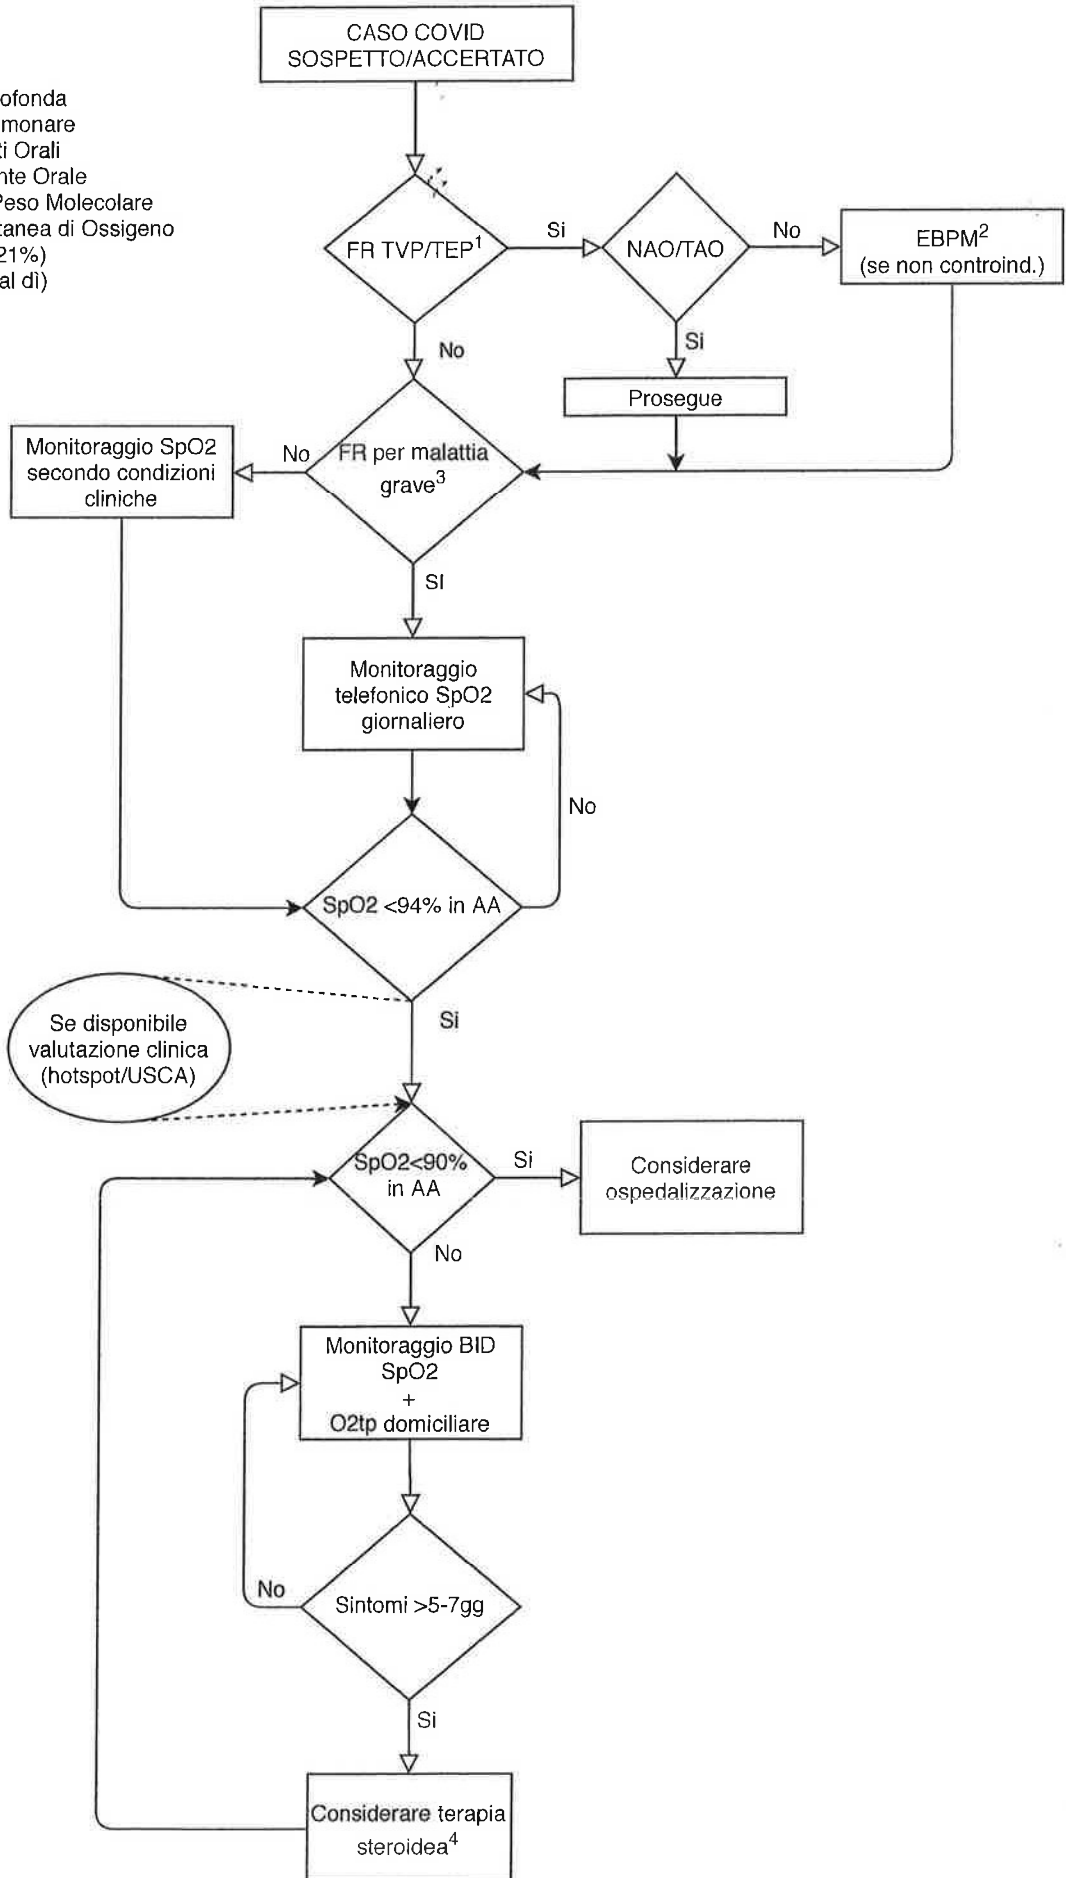 CASO COVID
SOSPETTO/ACCERTATO
ofonda
monare
ti Orali
nte Orale
Peso Molecolare
tanea di Ossigeno
21%)
al dì)
FR TVP/TEP1
Si
NAO/TAO
No
EBPM2
(se non controind.)
No
Si
Prosegue
Monitoraggio SpO2
secondo condizioni
cliniche
No
FR per malattia
grave3
SI
Monitoraggio
telefonico SpO2
giornaliero
No
SpO2 <94% in AA
Si
Se disponibile
valutazione clinica
(hotspot/USCA)
SpO2<90%
in AA
Si
Considerare
ospedalizzazione
No
Monitoraggio BID
SpO2
+
O2tp domiciliare
No
Sintomi >5-7gg
Si
Considerare terapia
steroidea4